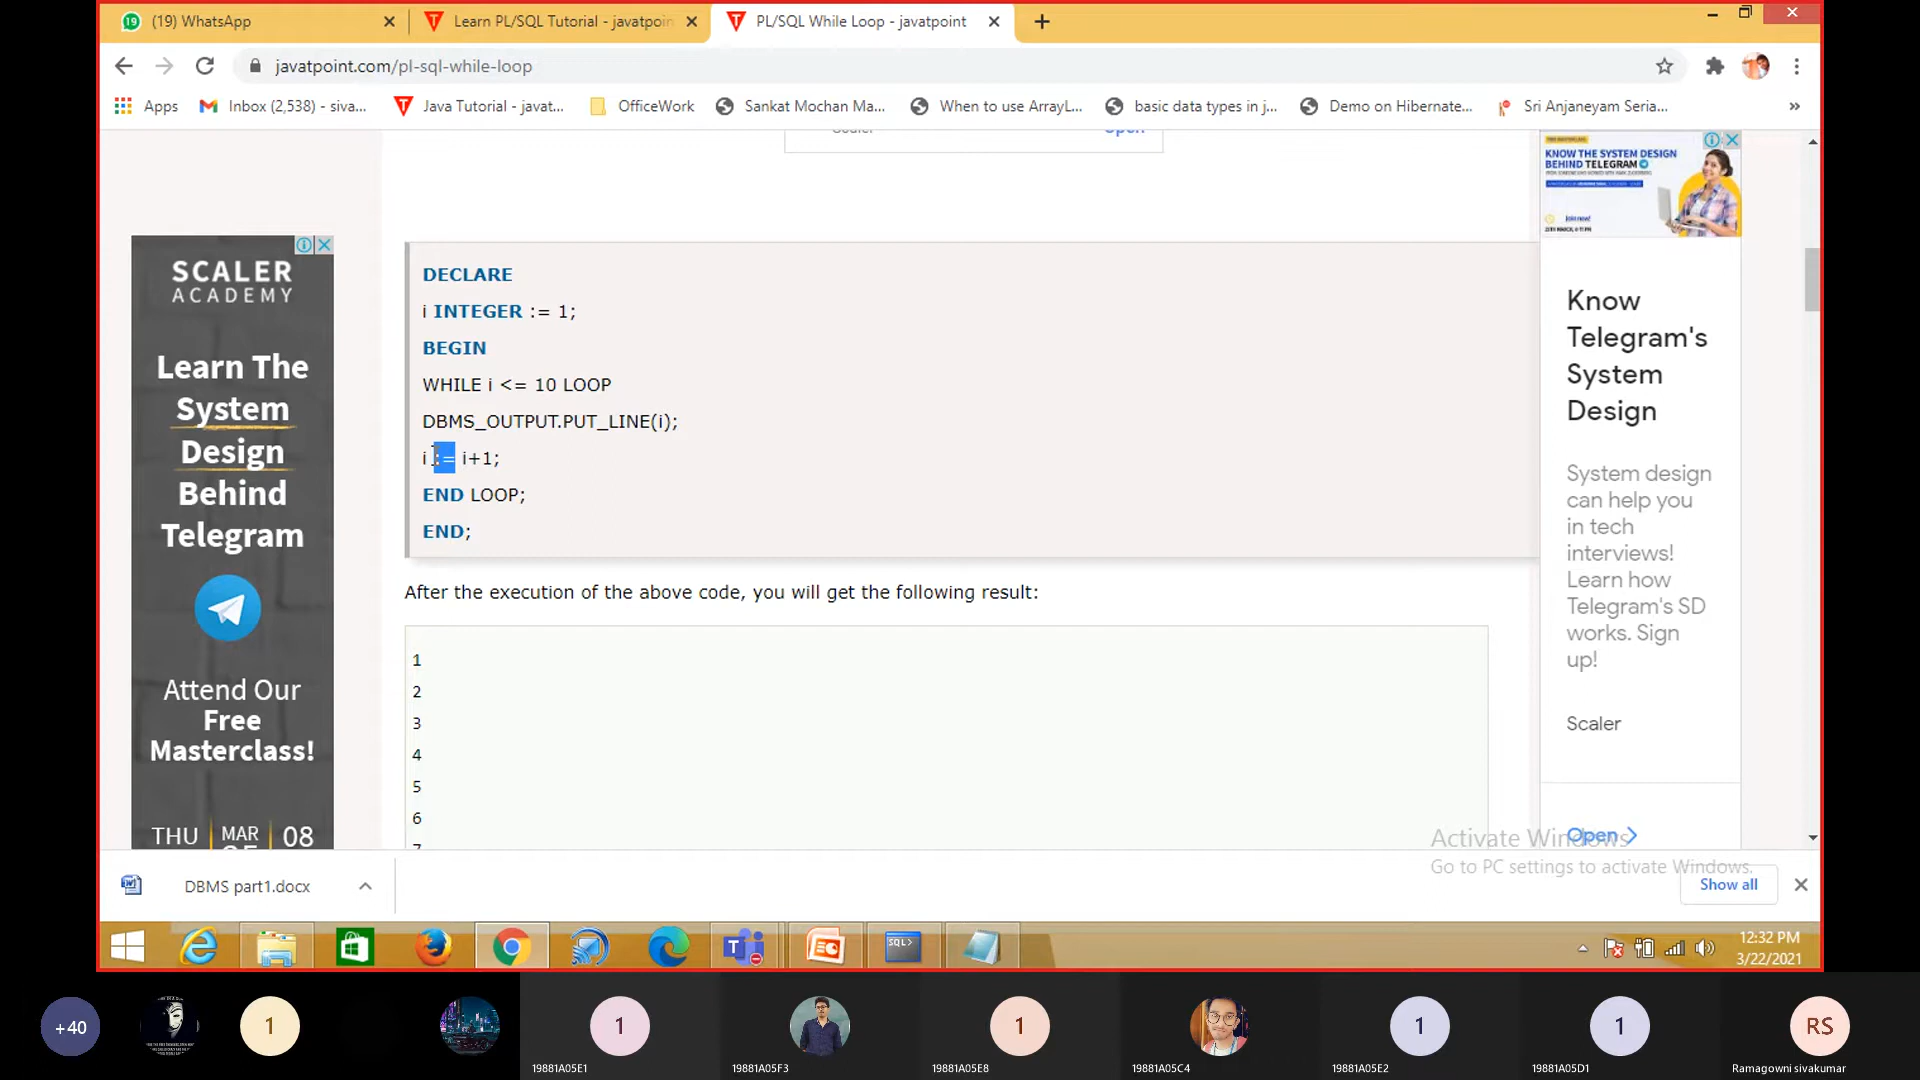 (19) WhatsApp
Learn PL/SQL Tutorial - javatpoin
PL/SQL While Loop - javatpoint
javatpoint.com/pl-sql-while-loop
Apps
Inbox (2,538) - siva...
Java Tutorial - javat...
OfficeWork
Sankat Mochan Ma...
When to use ArrayL...
basic data types in j...
Demo on Hibernate...
Sri Anjaneyam Seria...
»
Scaler
Open
DECLARE
i INTEGER := 1;
BEGIN
WHILE i <= 10 LOOP
DBMS_OUTPUT.PUT_LINE(i);
i := i+1;
END LOOP;
END;
After the execution of the above code, you will get the following result:
1
2
3
4
5
6
7
SCALER
ACADEMY
Learn The
System
Design
Behind
Telegram
Attend Our
Free
Masterclass!
THU MAR 08
KNOW THE SYSTEM DESIGN
BEHIND TELEGRAM
Join now!
Know
Telegram's
System
Design
System design
can help you
in tech
interviews!
Learn how
Telegram's SD
works. Sign
up!
Scaler
Open
Activate Windows
Go to PC settings to activate Windows.
DBMS part1.docx
Show all
SQL>
12:32 PM
3/22/2021
+40
1
1
1
1
1
RS
19881A05E1
19881A05F3
19881A05E8
19881A05C4
19881A05E2
19881A05D1
Ramagowni sivakumar